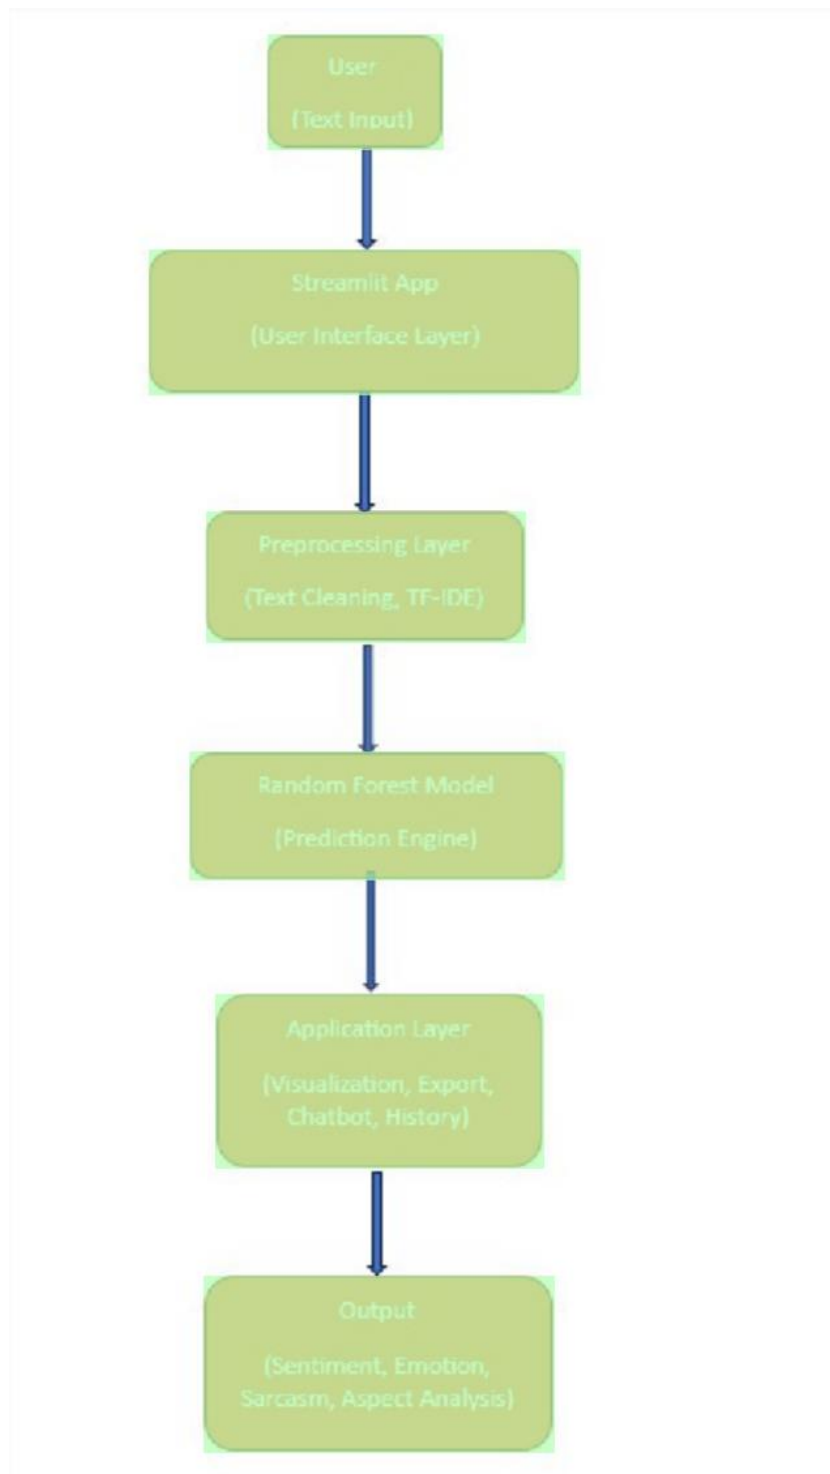 User
(Text Input)
Streamlit App
(User Interface Layer)
Preprocessing Layer
(Text Cleaning, TF-IDE)
Random Forest Model
(Prediction Engine)
Application Layer
(Visualization, Export,
Chatbot, History)
Output
(Sentiment, Emotion,
Sarcasm, Aspect Analysis)